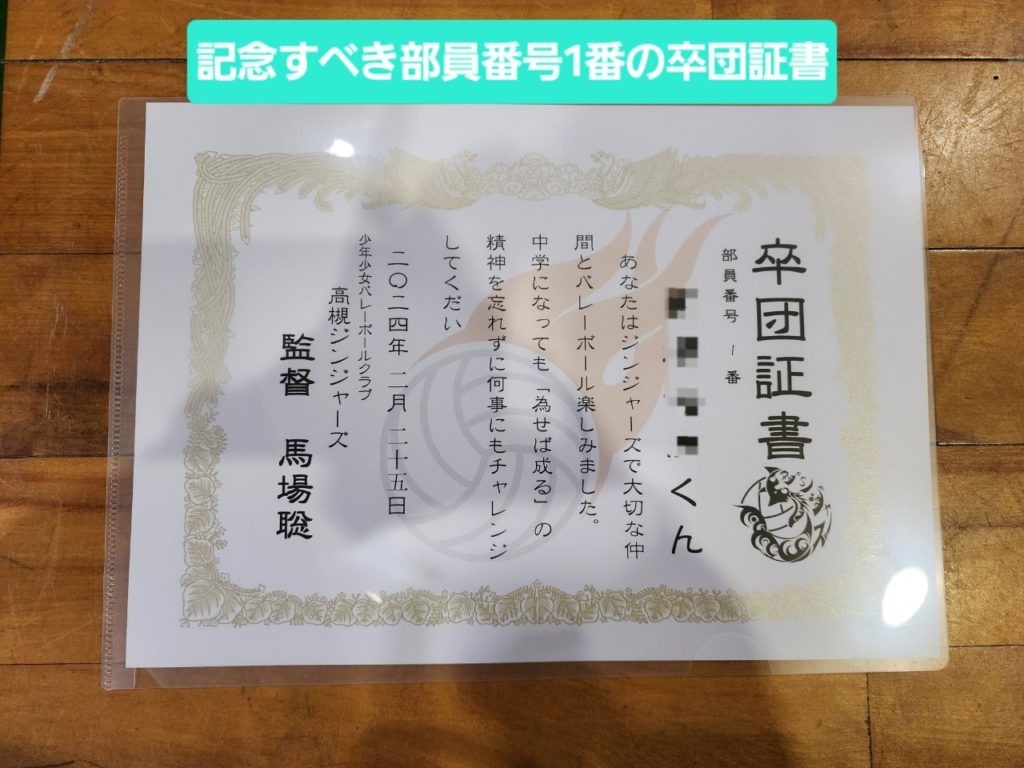 記念すべき部員番号1番の卒団証書
卒団証書
部員番号 1番
くん
あなたはジンジャーズで大切な仲
間とバレーボール楽しみました。
中学になっても「為せば成る」の
精神を忘れずに何事にもチャレンジ
してくだい
二〇二四年 二月 二十五日
少年少女バレーボールクラブ
高槻ジンジャーズ
監督 馬場聡